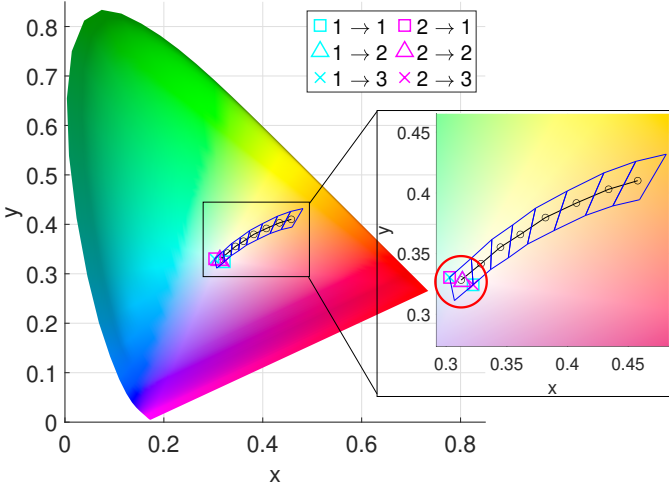 1 → 1 2 → 1
1 → 2 2 → 2
1 → 3 2 → 3
0.8
0.7
0.6
0.5
0.4
0.3
0.2
0.1
0
y
0 0.2 0.4 0.6 0.8
x
0.45
0.4
0.35
0.3
y
0.3 0.35 0.4 0.45
x